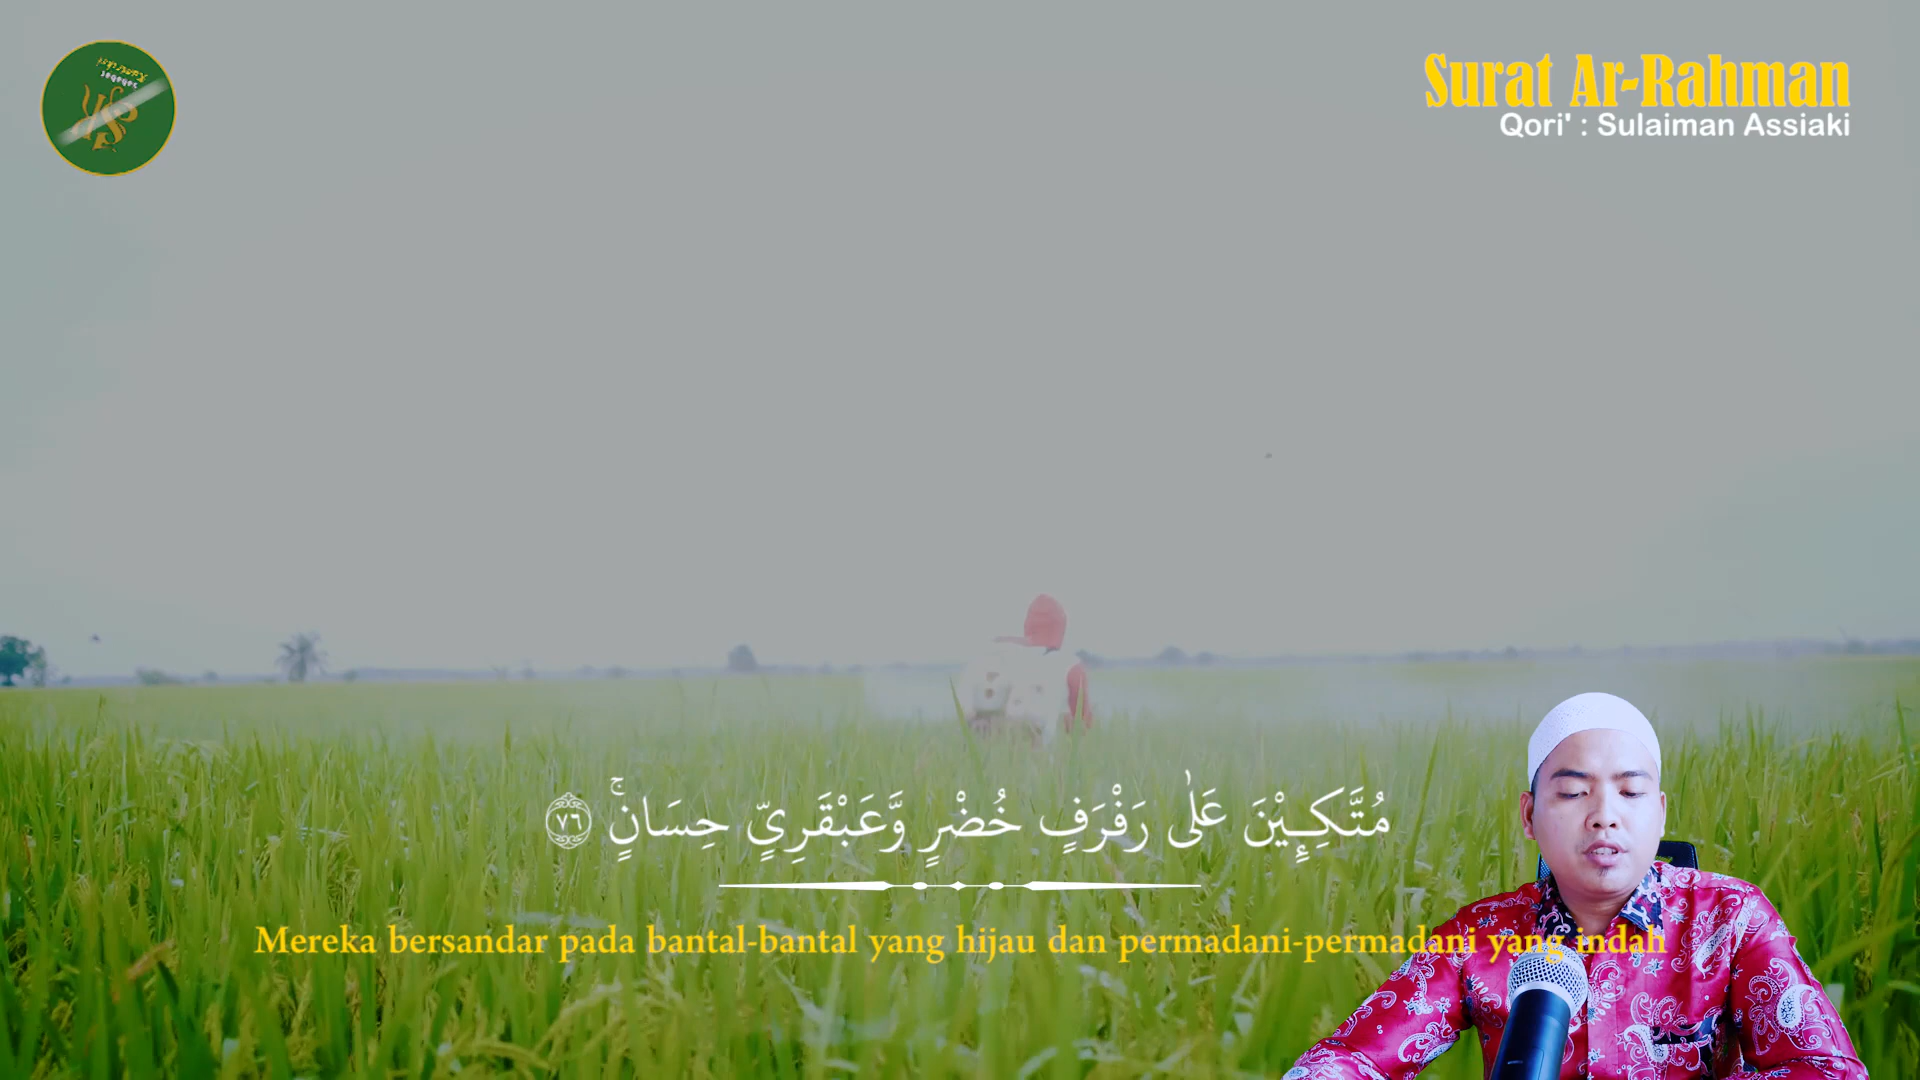 Surat Ar-Rahman
Qori' : Sulaiman Assiaki
مُتَّكِـِٕيْنَ عَلٰى رَفْرَفٍ خُضْرٍ وَّعَبْقَرِيٍّ حِسَانٍۚ ٧٦
Mereka bersandar pada bantal-bantal yang hijau dan permadani-permadani yang indah